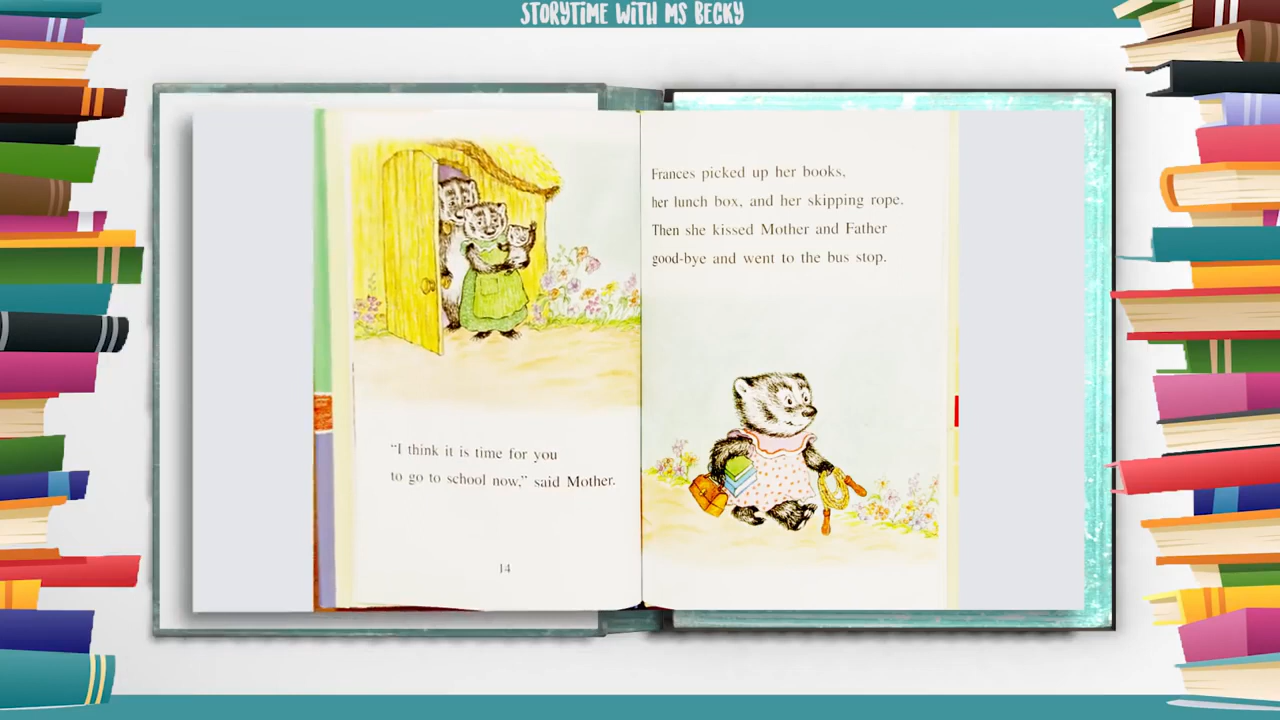 STORYTIME WITH MS BECKY
“I think it is time for you
to go to school now,” said Mother.
14
Frances picked up her books,
her lunch box, and her skipping rope.
Then she kissed Mother and Father
good-bye and went to the bus stop.